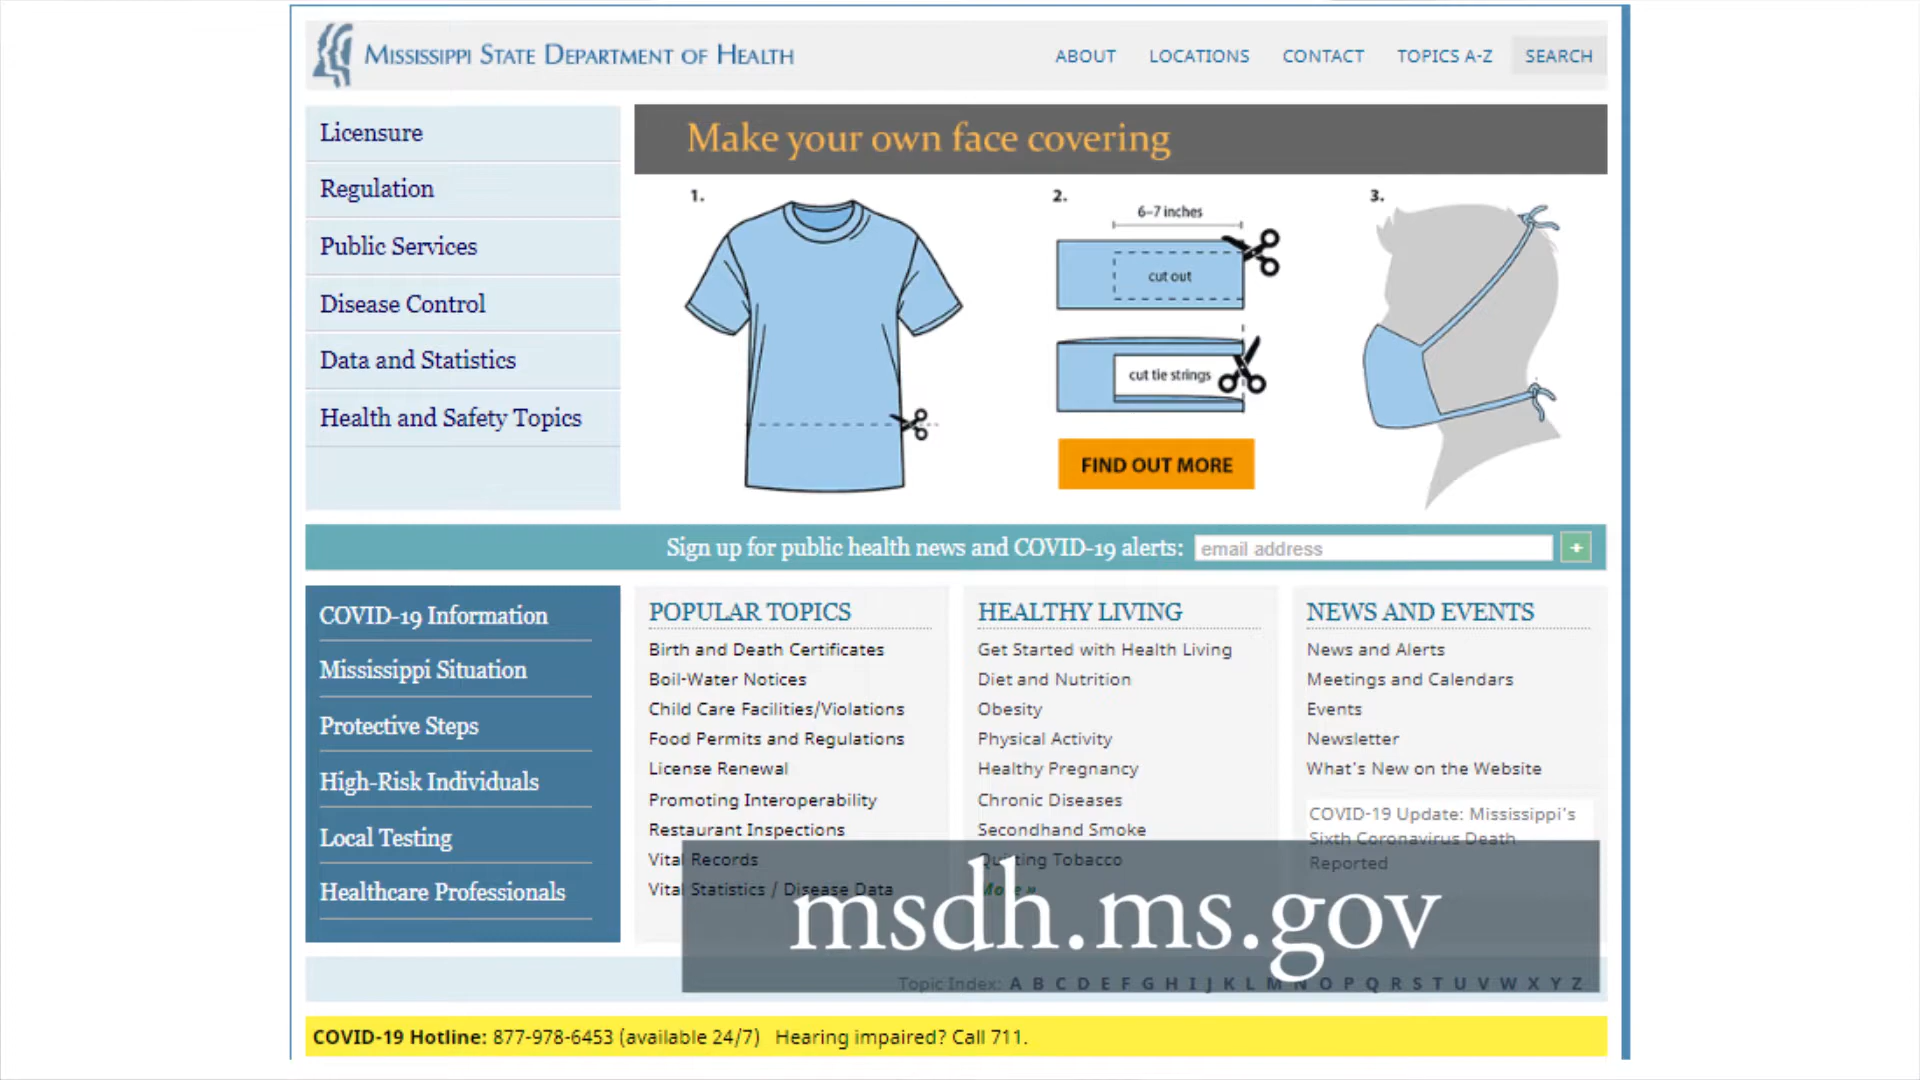 MISSISSIPPI STATE DEPARTMENT OF HEALTH
ABOUT LOCATIONS CONTACT TOPICS A-Z SEARCH
Licensure
Regulation
Public Services
Disease Control
Data and Statistics
Health and Safety Topics
Make your own face covering
1.
2.
6–7 inches
cut out
cut tie strings
FIND OUT MORE
3.
Sign up for public health news and COVID-19 alerts: email address +
COVID-19 Information
Mississippi Situation
Protective Steps
High-Risk Individuals
Local Testing
Healthcare Professionals
POPULAR TOPICS
Birth and Death Certificates
Boil-Water Notices
Child Care Facilities/Violations
Food Permits and Regulations
License Renewal
Promoting Interoperability
Restaurant Inspections
Vital Records
Vital Statistics / Disease Data
HEALTHY LIVING
Get Started with Health Living
Diet and Nutrition
Obesity
Physical Activity
Healthy Pregnancy
Chronic Diseases
Secondhand Smoke
Quitting Tobacco
More »
NEWS AND EVENTS
News and Alerts
Meetings and Calendars
Events
Newsletter
What's New on the Website
COVID-19 Update: Mississippi's
Sixth Coronavirus Death
Reported
msdh.ms.gov
Topic Index: A B C D E F G H I J K L M N O P Q R S T U V W X Y Z
COVID-19 Hotline: 877-978-6453 (available 24/7) Hearing impaired? Call 711.